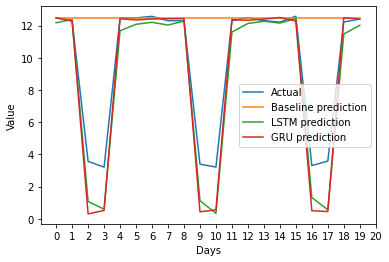 12
10
8
6
4
2
0
Value
Actual
Baseline prediction
LSTM prediction
GRU prediction
0 1 2 3 4 5 6 7 8 9 10 11 12 13 14 15 16 17 18 19 20
Days